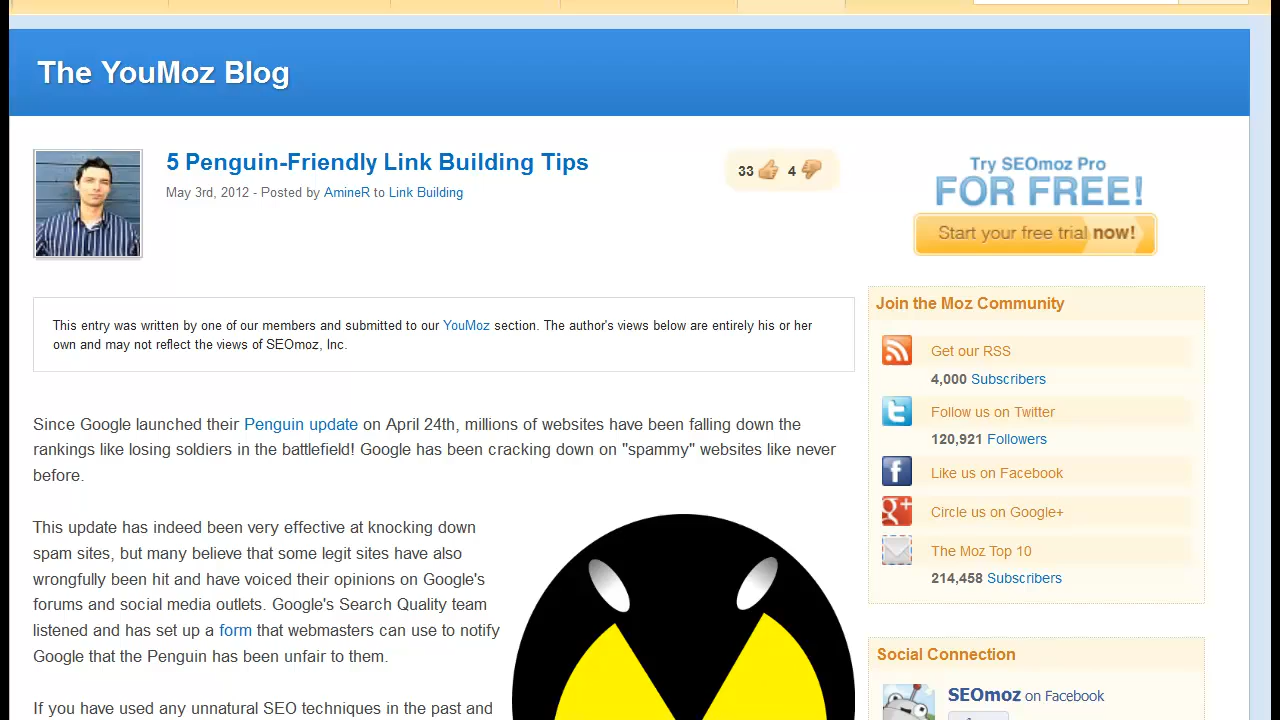 The YouMoz Blog
5 Penguin-Friendly Link Building Tips
May 3rd, 2012 - Posted by AmineR to Link Building
33 4
This entry was written by one of our members and submitted to our YouMoz section. The author's views below are entirely his or her
own and may not reflect the views of SEOmoz, Inc.
Since Google launched their Penguin update on April 24th, millions of websites have been falling down the
rankings like losing soldiers in the battlefield! Google has been cracking down on "spammy" websites like never
before.
This update has indeed been very effective at knocking down
spam sites, but many believe that some legit sites have also
wrongfully been hit and have voiced their opinions on Google's
forums and social media outlets. Google's Search Quality team
listened and has set up a form that webmasters can use to notify
Google that the Penguin has been unfair to them.
If you have used any unnatural SEO techniques in the past and
Try SEOmoz Pro
FOR FREE!
Start your free trial now!
Join the Moz Community
Get our RSS
4,000 Subscribers
Follow us on Twitter
120,921 Followers
Like us on Facebook
Circle us on Google+
The Moz Top 10
214,458 Subscribers
Social Connection
SEOmoz on Facebook